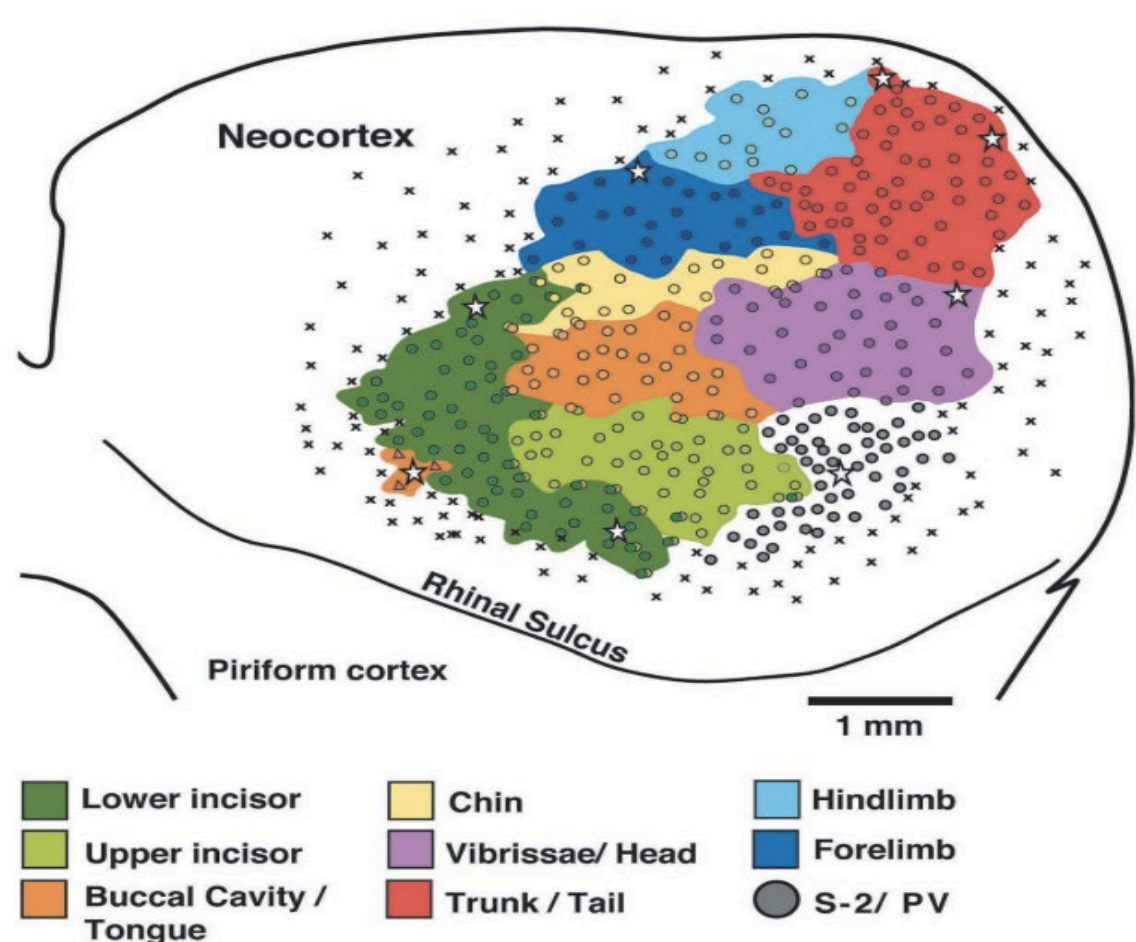 Neocortex
Rhinal Sulcus
Piriform cortex
1 mm
Lower incisor
Upper incisor
Buccal Cavity /
Tongue
Chin
Vibrissae/ Head
Trunk / Tail
Hindlimb
Forelimb
S-2/ PV